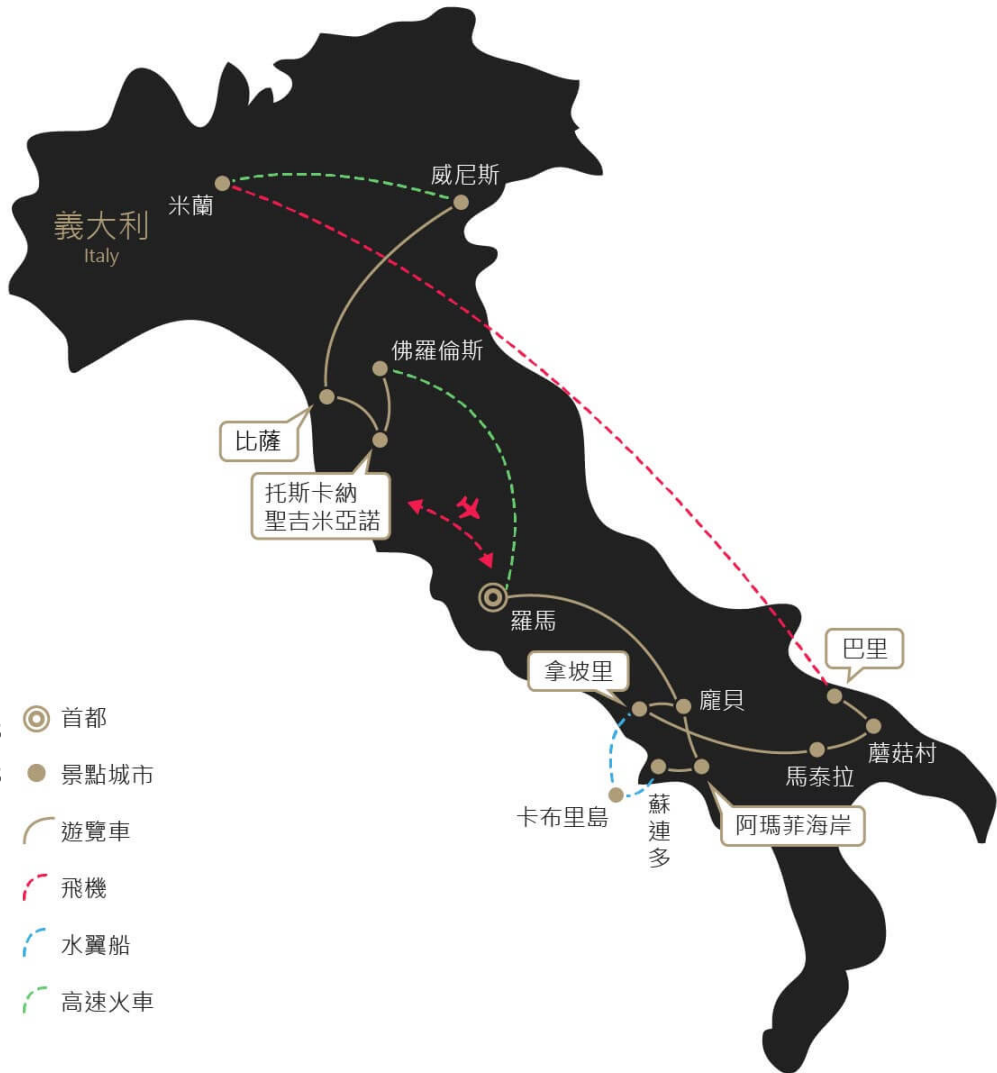 威尼斯
米蘭
義大利
Italy
佛羅倫斯
比薩
托斯卡納
聖吉米亞諾
羅馬
巴里
拿坡里
龐貝
蘑菇村
馬泰拉
卡布里島
蘇連多
阿瑪菲海岸
首都
景點城市
遊覽車
飛機
水翼船
高速火車